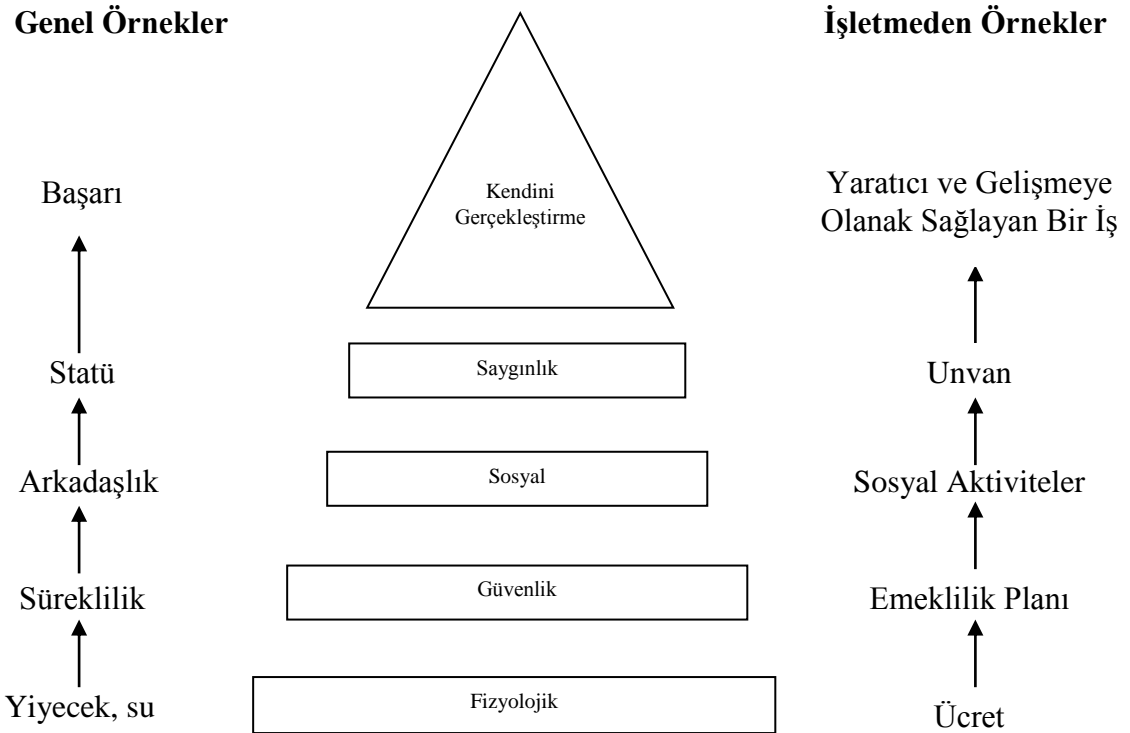 Genel Örnekler
İşletmeden Örnekler
Başarı
Kendini
Gerçekleştirme
Yaratıcı ve Gelişmeye
Olanak Sağlayan Bir İş
Statü
Saygınlık
Unvan
Arkadaşlık
Sosyal
Sosyal Aktiviteler
Süreklilik
Güvenlik
Emeklilik Planı
Yiyecek, su
Fizyolojik
Ücret